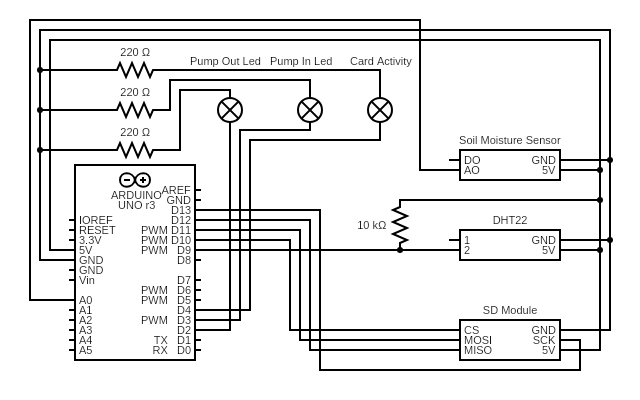 220 Ω
Pump Out Led Pump In Led Card Activity
220 Ω
220 Ω
Soil Moisture Sensor
DO GND
AO 5V
ARDUINO
UNO r3
AREF
GND
D13
IOREF D12
RESET PWM D11
3.3V PWM D10
5V PWM D9
GND D8
GND
Vin D7
PWM D6
A0 PWM D5
A1 D4
A2 PWM D3
A3 D2
A4 TX D1
A5 RX D0
10 kΩ
DHT22
1 GND
2 5V
SD Module
CS GND
MOSI SCK
MISO 5V